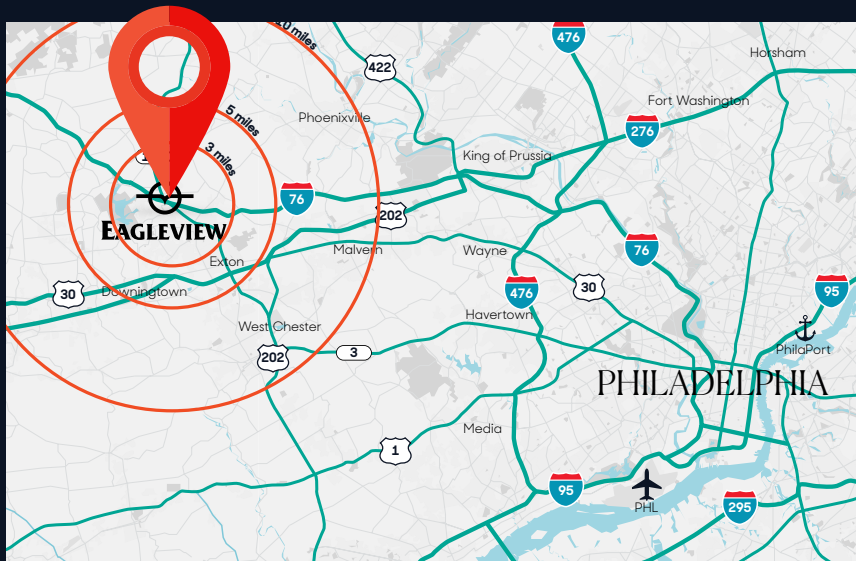 10 miles
476
Horsham
422
Fort Washington
5 miles
Phoenixville
276
3 miles
King of Prussia
76
202
EAGLEVIEW
76
Malvern
Wayne
Exton
30
Downingtown
476
30
95
Havertown
West Chester
PhilaPort
202
3
PHILADELPHIA
Media
1
95
PHL
295